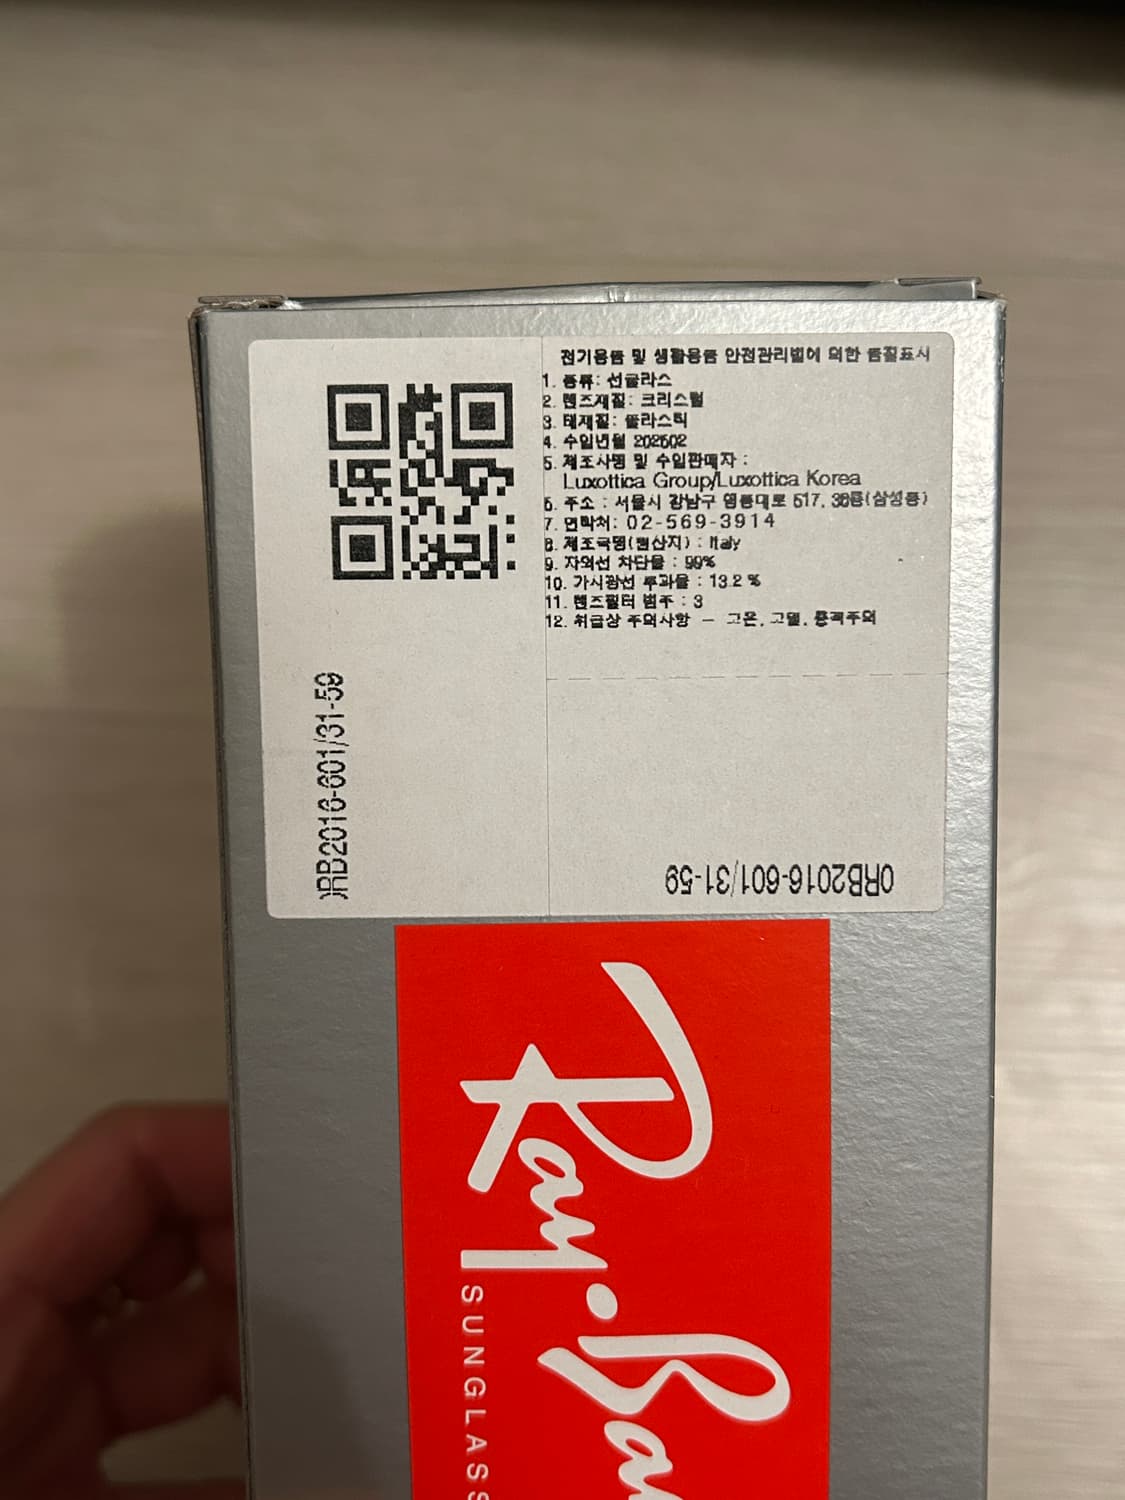 전기용품 및 생활용품 안전관리법에 의한 품질표시
1. 종류: 선글라스
2. 렌즈재질: 크리스털
3. 테재질: 플라스틱
4. 수입년월 202502
5. 제조사명 및 수입판매자 :
Luxottica Group/Luxottica Korea
6. 주소 : 서울시 강남구 영동대로 517, 38층(삼성동)
7. 연락처: 02-569-3914
8. 제조국명(원산지) : Italy
9. 자외선 차단율 : 99%
10. 가시광선 투과율 : 13.2 %
11. 렌즈필터 범주 : 3
12. 취급상 주의사항 - 고온, 고열, 충격주의
0RB2016-601/31-59
0RB2016-601/31-59
Ray-Ban
SUNGLASS